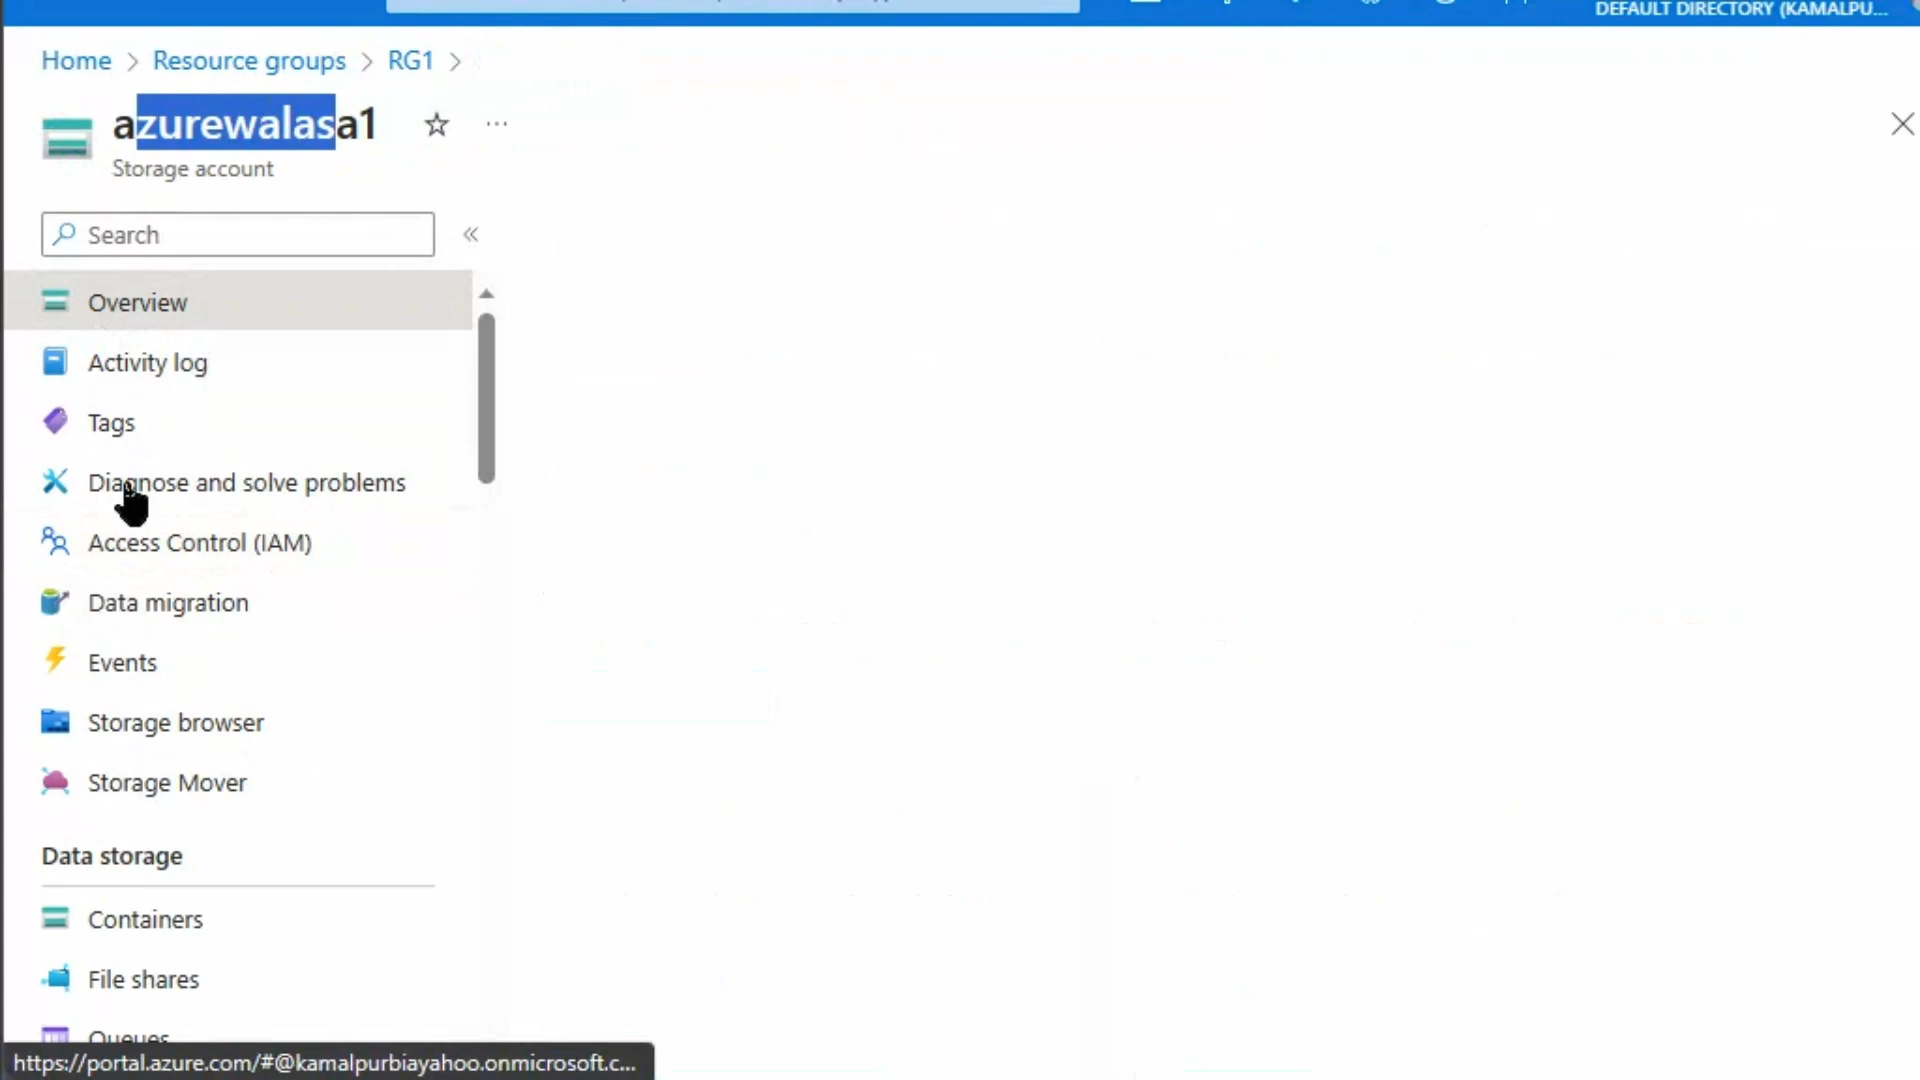 DEFAULT DIRECTORY (KAMALPU...
Home > Resource groups > RG1 >
azurewalasa1
Storage account
Search
Overview
Activity log
Tags
Diagnose and solve problems
Access Control (IAM)
Data migration
Events
Storage browser
Storage Mover
Data storage
Containers
File shares
Queues
https://portal.azure.com/#@kamalpurbiayahoo.onmicrosoft.c...